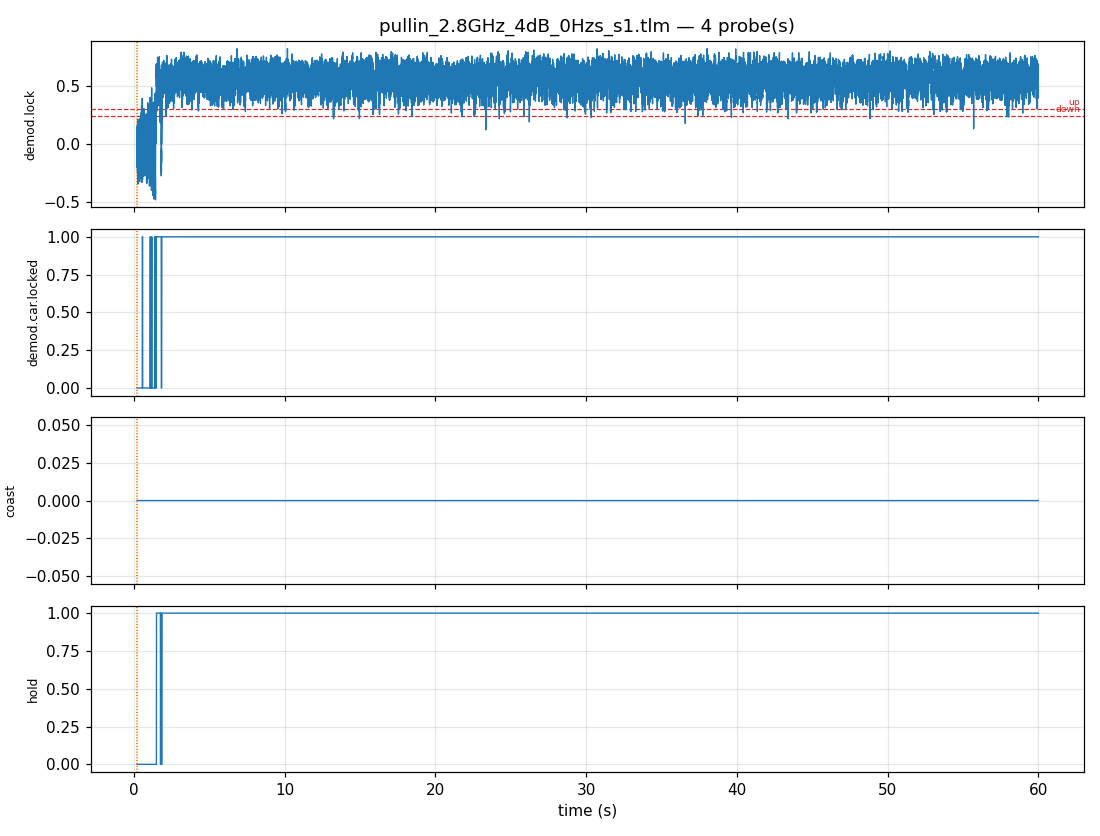 pullin_2.8GHz_4dB_0Hzs_s1.tlm — 4 probe(s)
demod.lock
0.5
0.0
−0.5
up
down
demod.car.locked
1.00
0.75
0.50
0.25
0.00
coast
0.050
0.025
0.000
−0.025
−0.050
hold
1.00
0.75
0.50
0.25
0.00
0 10 20 30 40 50 60
time (s)